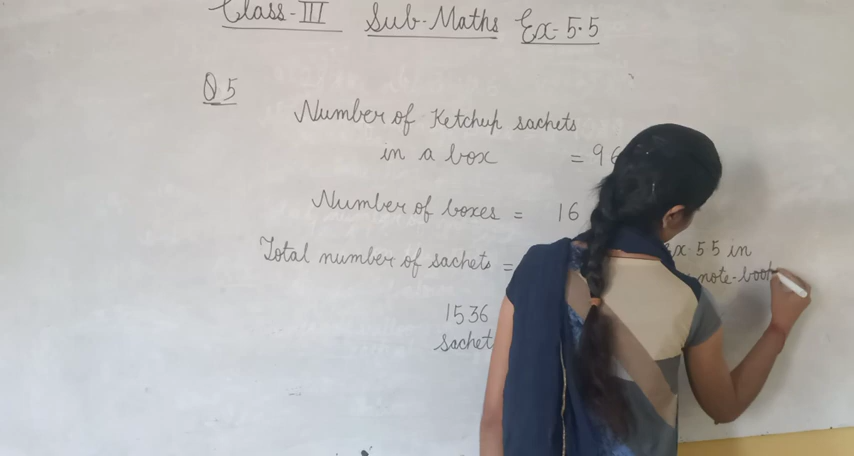 Class-III Sub-Maths Ex-5.5
Q5
Number of Ketchup sachets
in a box = 96
Number of boxes = 16
Total number of sachets =
Ex 5.5 in
note-book
1536
sachet